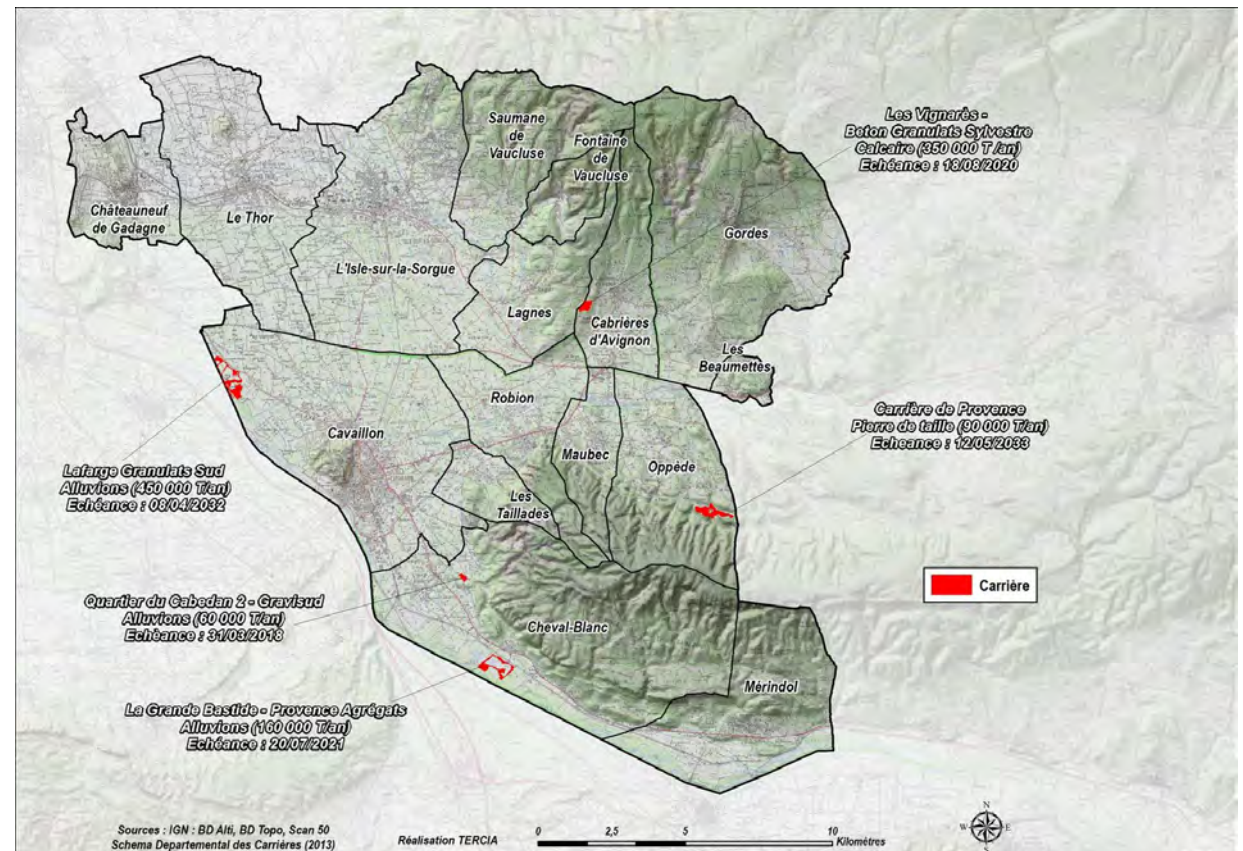 Saumane
de
Vaucluse
Fontaine
de
Vaucluse
Les Vignarès -
Beton Granulats Sylvestre
Calcaire (350 000 T /an)
Echéance : 18/08/2020
Châteauneuf
de Gadagne
Le Thor
Gordes
L'Isle-sur-la-Sorgue
Lagnes
Cabrières
d'Avignon
Les
Beaumettes
Robion
Cavaillon
Maubec
Oppède
Carrière de Provence
Pierre de taille (90 000 T/an)
Echeance : 12/05/2033
Lafarge Granulats Sud
Alluvions (450 000 T/an)
Echéance : 08/04/2032
Les
Taillades
Carrière
Quartier du Cabedan 2 - Gravisud
Alluvions (60 000 T/an)
Echéance : 31/03/2018
Cheval-Blanc
Mérindol
La Grande Bastide - Provence Agrégats
Alluvions (160 000 T/an)
Echéance : 20/07/2021
Sources : IGN : BD Alti, BD Topo, Scan 50
Schema Departemental des Carrières (2013)
Réalisation TERCIA
0 2,5 5 10
Kilomètres
N
W E
S